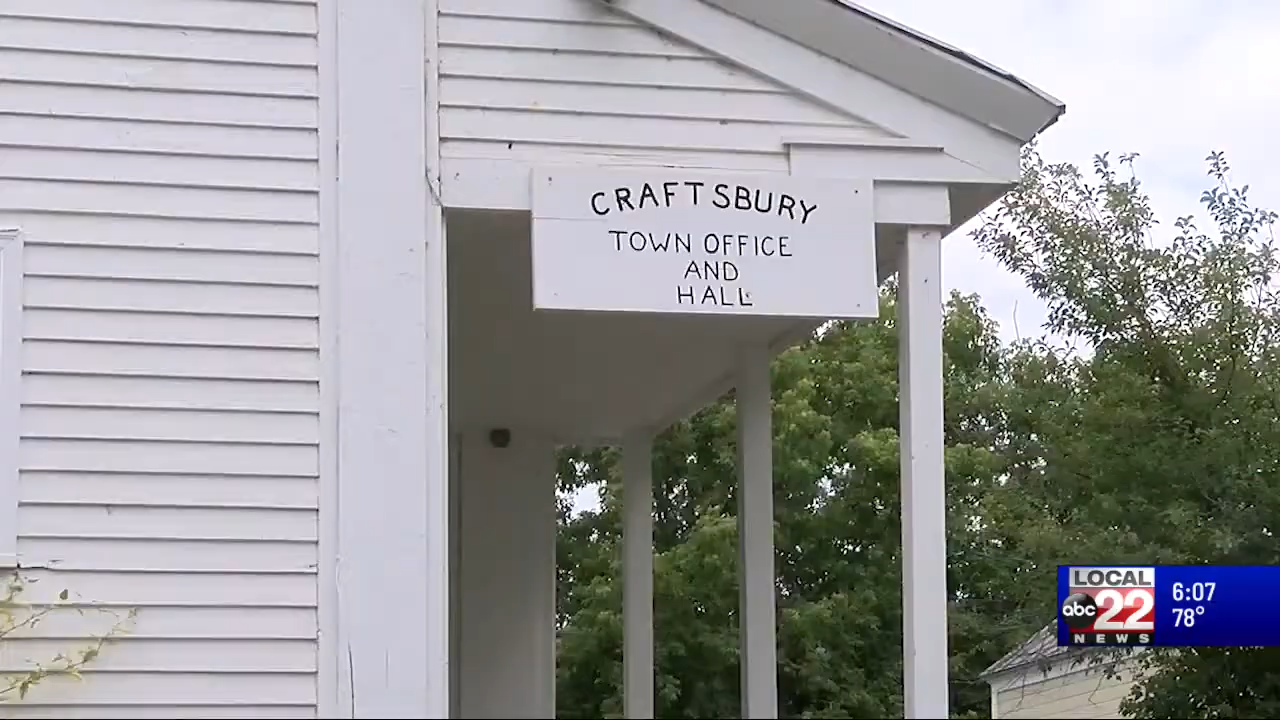 CRAFTSBURY
TOWN OFFICE
AND
HALL
LOCAL
abc 22
NEWS
6:07
78°